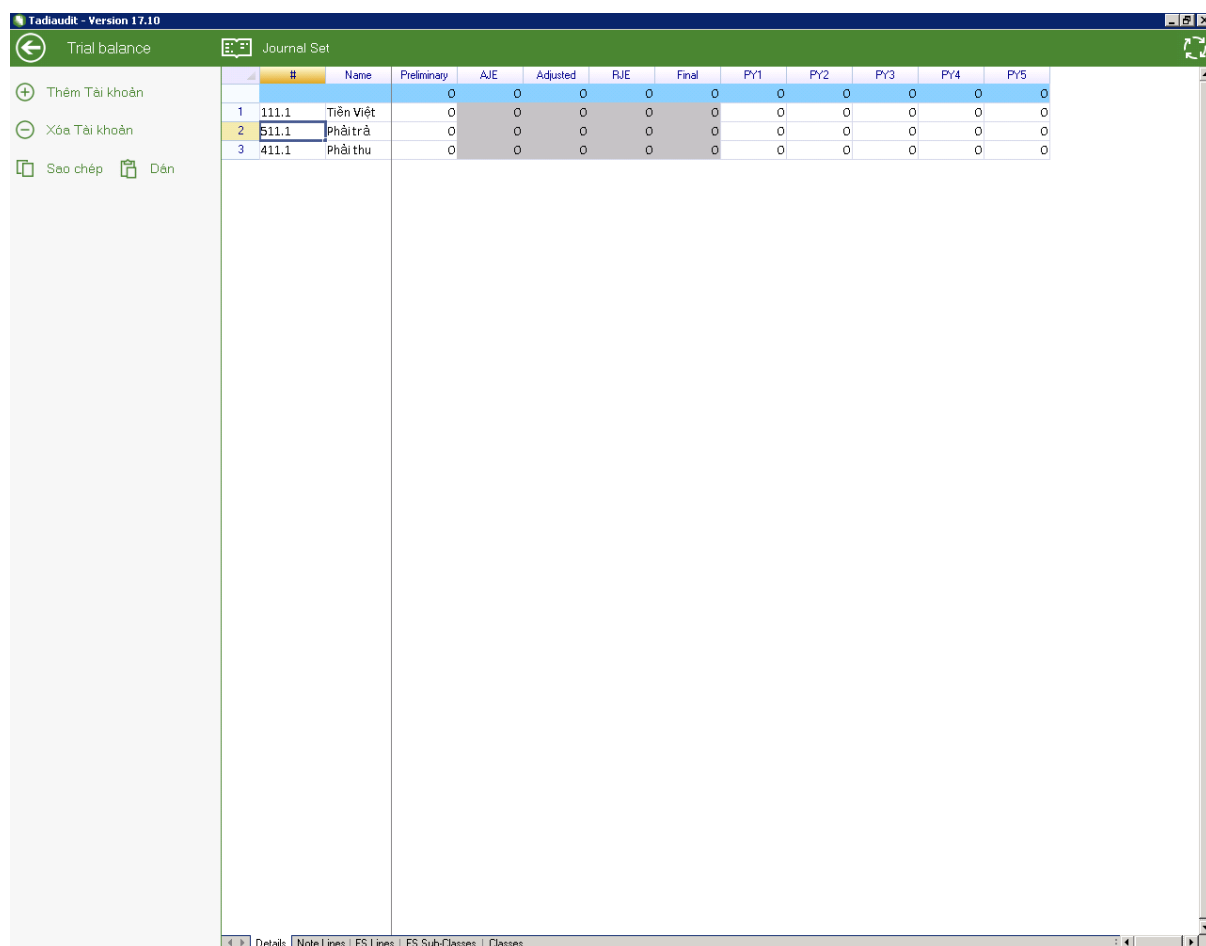 Tadiaudit - Version 17.10
Trial balance Journal Set
Thêm Tài khoản
Xóa Tài khoản
Sao chép Dán
# Name Preliminary AJE Adjusted RJE Final PY1 PY2 PY3 PY4 PY5
0 0 0 0 0 0 0 0 0 0
1 111.1 Tiền Việt 0 0 0 0 0 0 0 0 0 0
2 511.1 Phải trả 0 0 0 0 0 0 0 0 0 0
3 411.1 Phải thu 0 0 0 0 0 0 0 0 0 0
Details Note Lines FS Lines FS Sub-Classes Classes